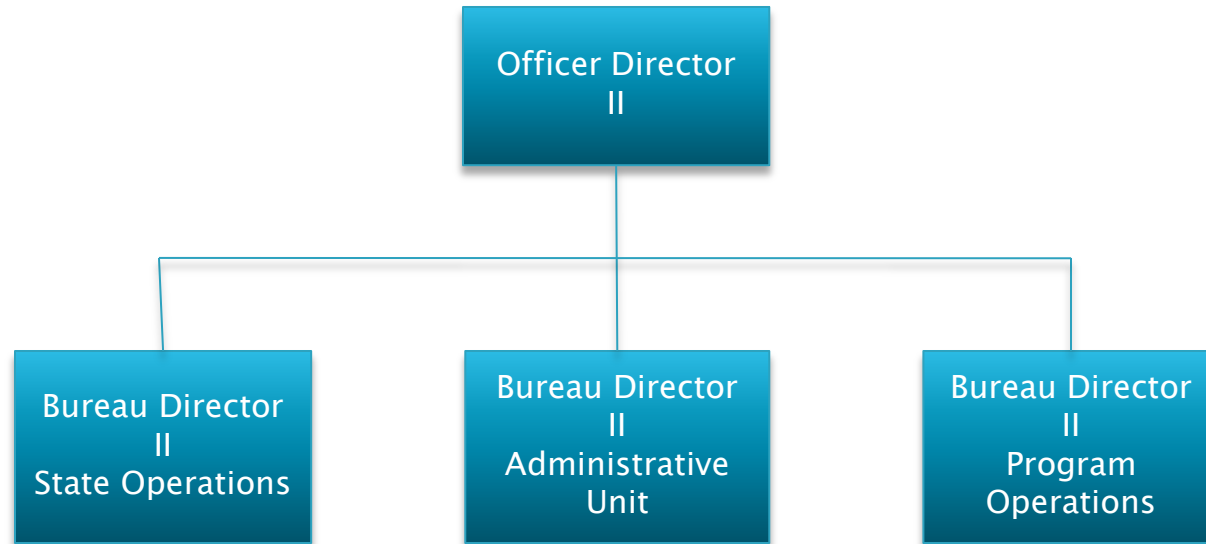 Officer Director
II
Bureau Director
II
State Operations
Bureau Director
II
Administrative
Unit
Bureau Director
II
Program
Operations